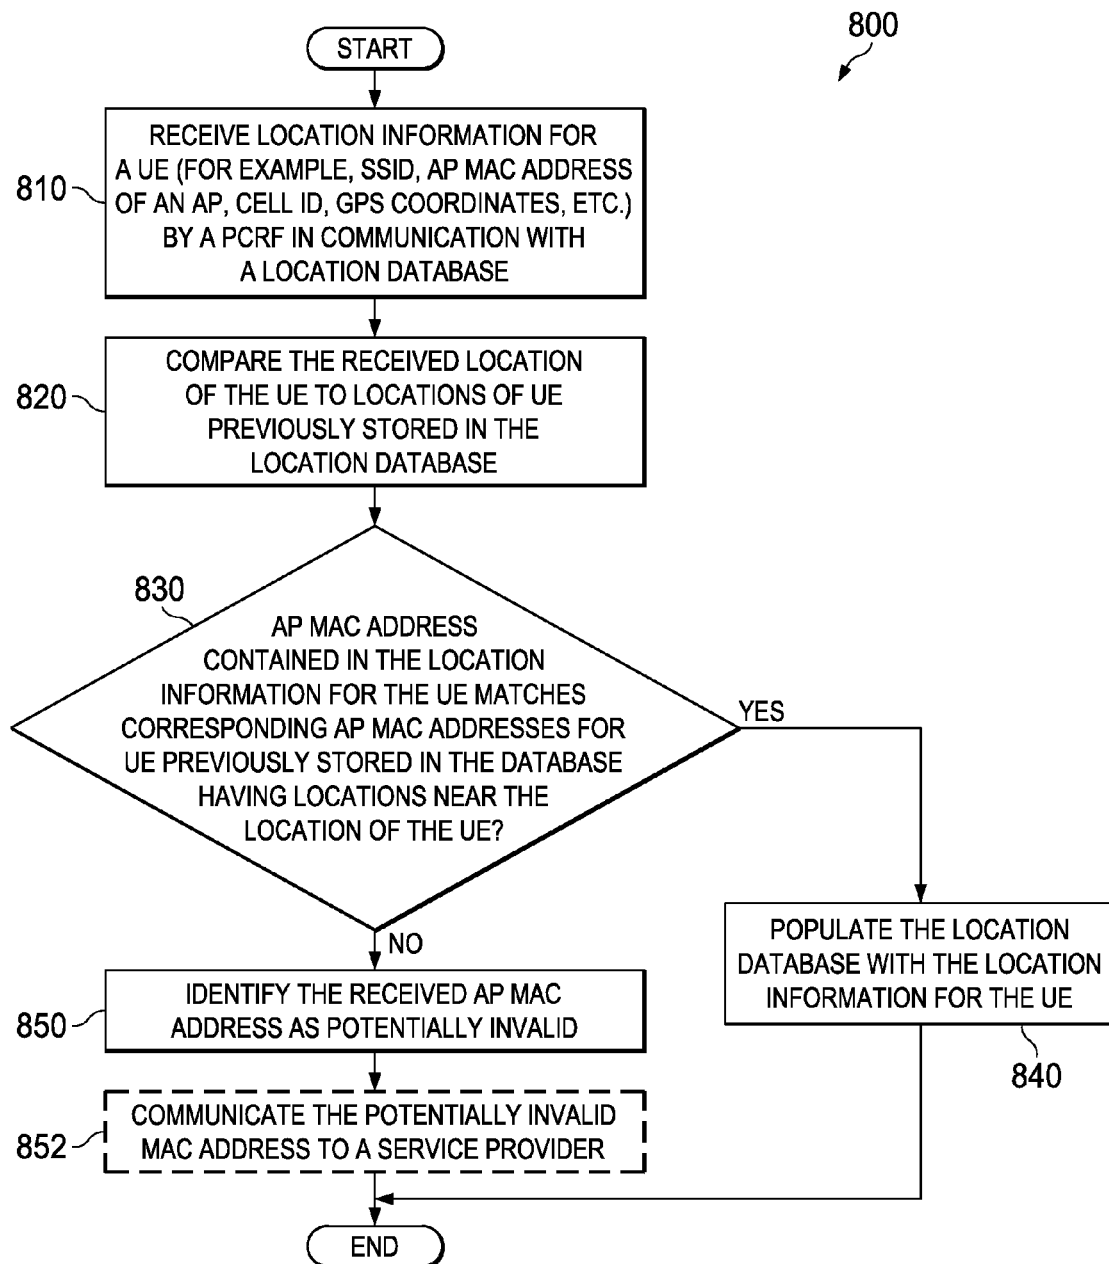 START
800
RECEIVE LOCATION INFORMATION FOR
A UE (FOR EXAMPLE, SSID, AP MAC ADDRESS
OF AN AP, CELL ID, GPS COORDINATES, ETC.)
BY A PCRF IN COMMUNICATION WITH
A LOCATION DATABASE
810
COMPARE THE RECEIVED LOCATION
OF THE UE TO LOCATIONS OF UE
PREVIOUSLY STORED IN THE
LOCATION DATABASE
820
830
AP MAC ADDRESS
CONTAINED IN THE LOCATION
INFORMATION FOR THE UE MATCHES
CORRESPONDING AP MAC ADDRESSES FOR
UE PREVIOUSLY STORED IN THE DATABASE
HAVING LOCATIONS NEAR THE
LOCATION OF THE UE?
YES
NO
POPULATE THE LOCATION
DATABASE WITH THE LOCATION
INFORMATION FOR THE UE
840
IDENTIFY THE RECEIVED AP MAC
ADDRESS AS POTENTIALLY INVALID
850
COMMUNICATE THE POTENTIALLY INVALID
MAC ADDRESS TO A SERVICE PROVIDER
852
END